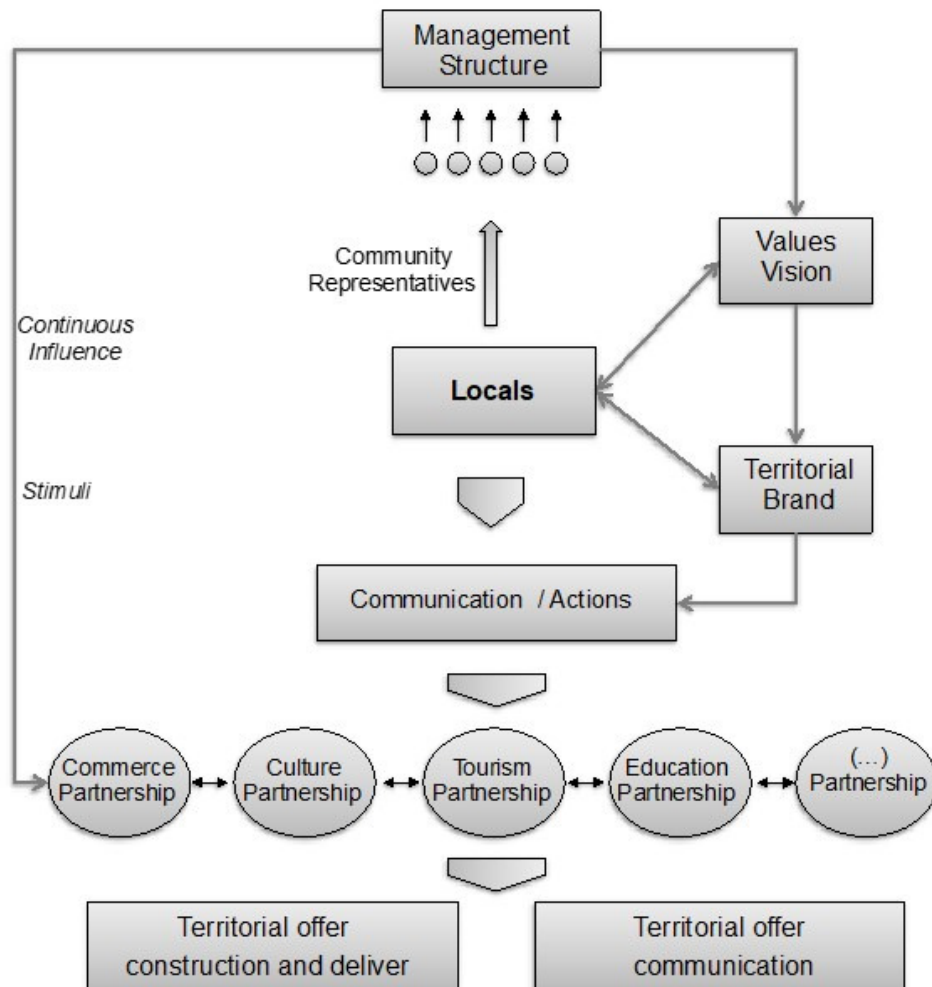 Management
Structure
Community
Representatives
Values
Vision
Continuous
Influence
Locals
Territorial
Brand
Stimuli
Communication / Actions
Commerce
Partnership
Culture
Partnership
Tourism
Partnership
Education
Partnership
(...)
Partnership
Territorial offer
construction and deliver
Territorial offer
communication